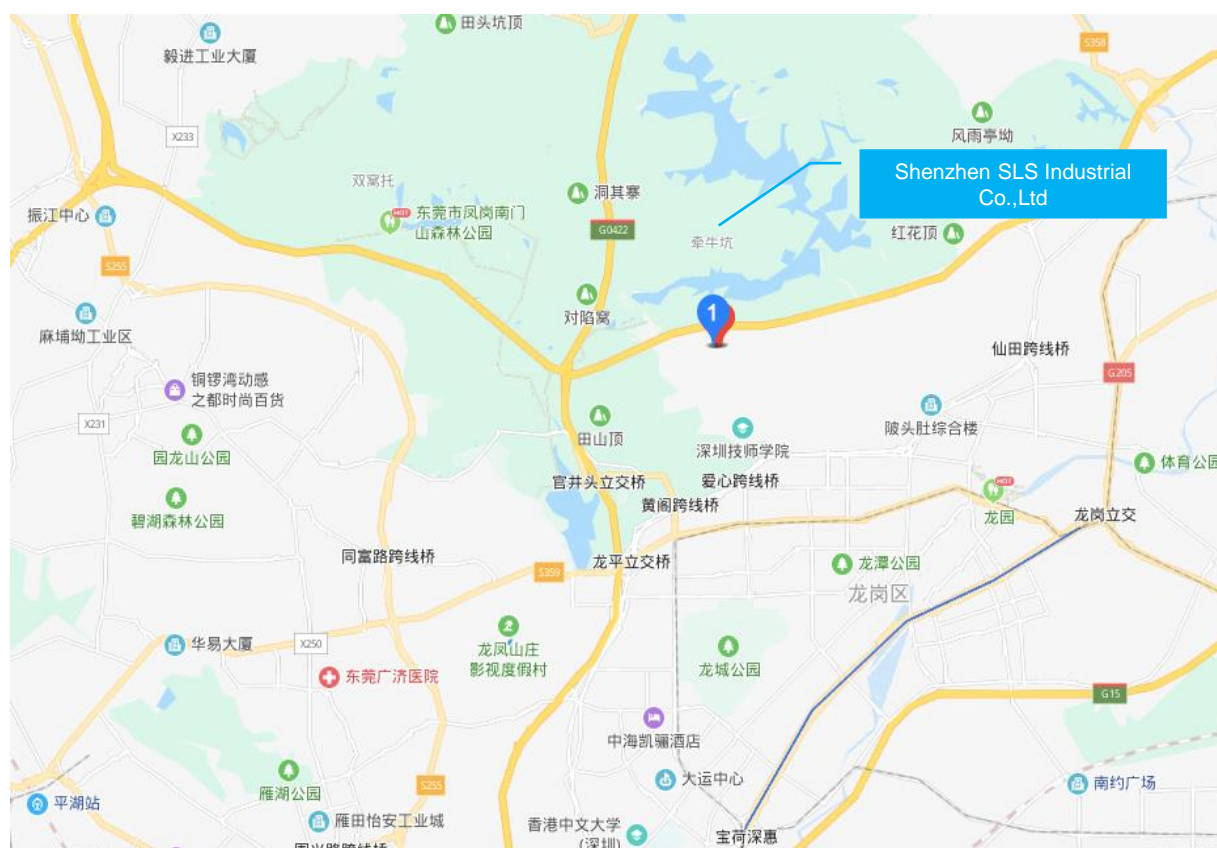 田头坑顶
毅进工业大厦
S358
风雨亭坳
X233
双窝托
Shenzhen SLS Industrial
Co.,Ltd
洞其寨
HOT
东莞市凤岗南门
山森林公园
振江中心
G0422
牵牛坑
红花顶
S255
1
对陷窝
麻埔坳工业区
仙田跨线桥
G205
铜锣湾动感
之都时尚百货
X231
田山顶
陂头肚综合楼
深圳技师学院
园龙山公园
体育公园
官井头立交桥
爱心跨线桥
HOT
黄阁跨线桥
碧湖森林公园
龙园
龙岗立交
同富路跨线桥
S359
龙平立交桥
龙潭公园
龙岗区
华易大厦
X250
龙凤山庄
影视度假村
龙城公园
东莞广济医院
G15
中海凯骊酒店
大运中心
南约广场
S255
雁湖公园
平湖站
雁田怡安工业城
香港中文大学
(深圳)
宝荷深惠